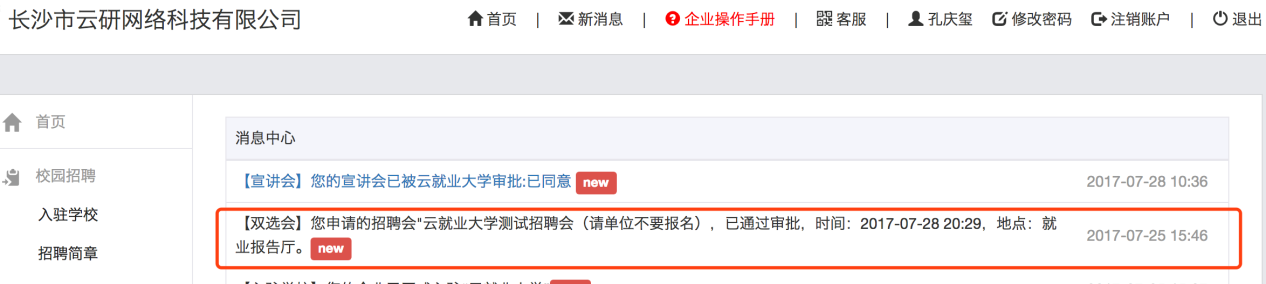 长沙市云研网络科技有限公司
首页 | 新消息 | 企业操作手册 | 客服 | 孔庆玺 修改密码 注销账户 | 退出
首页
消息中心
【宣讲会】您的宣讲会已被云就业大学审批:已同意 new 2017-07-28 10:36
校园招聘
入驻学校
【双选会】您申请的招聘会"云就业大学测试招聘会（请单位不要报名），已通过审批，时间：2017-07-28 20:29，地点：就
业报告厅。 new 2017-07-25 15:46
招聘简章